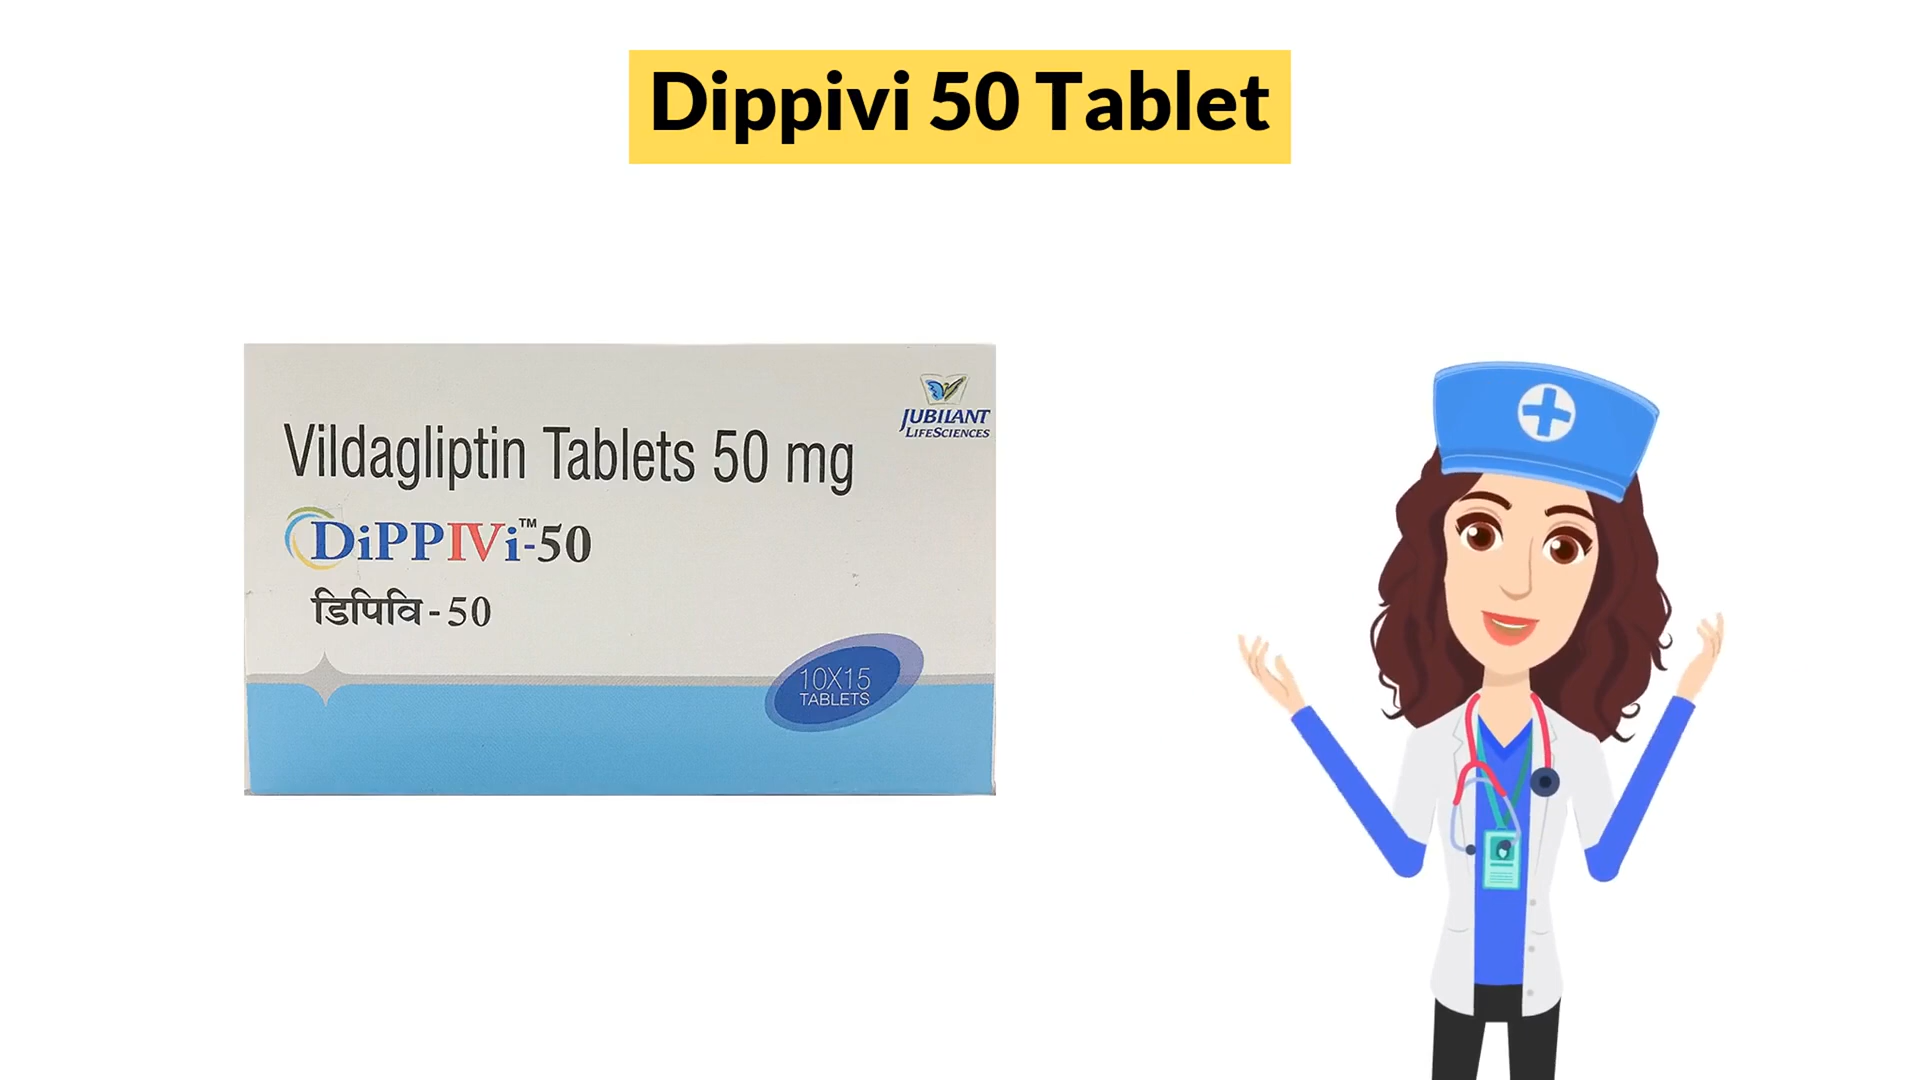 Dippivi 50 Tablet
JUBILANT
LIFESCIENCES
Vildagliptin Tablets 50 mg
DiPPIVi™-50
डिपिवि - 50
10X15
TABLETS